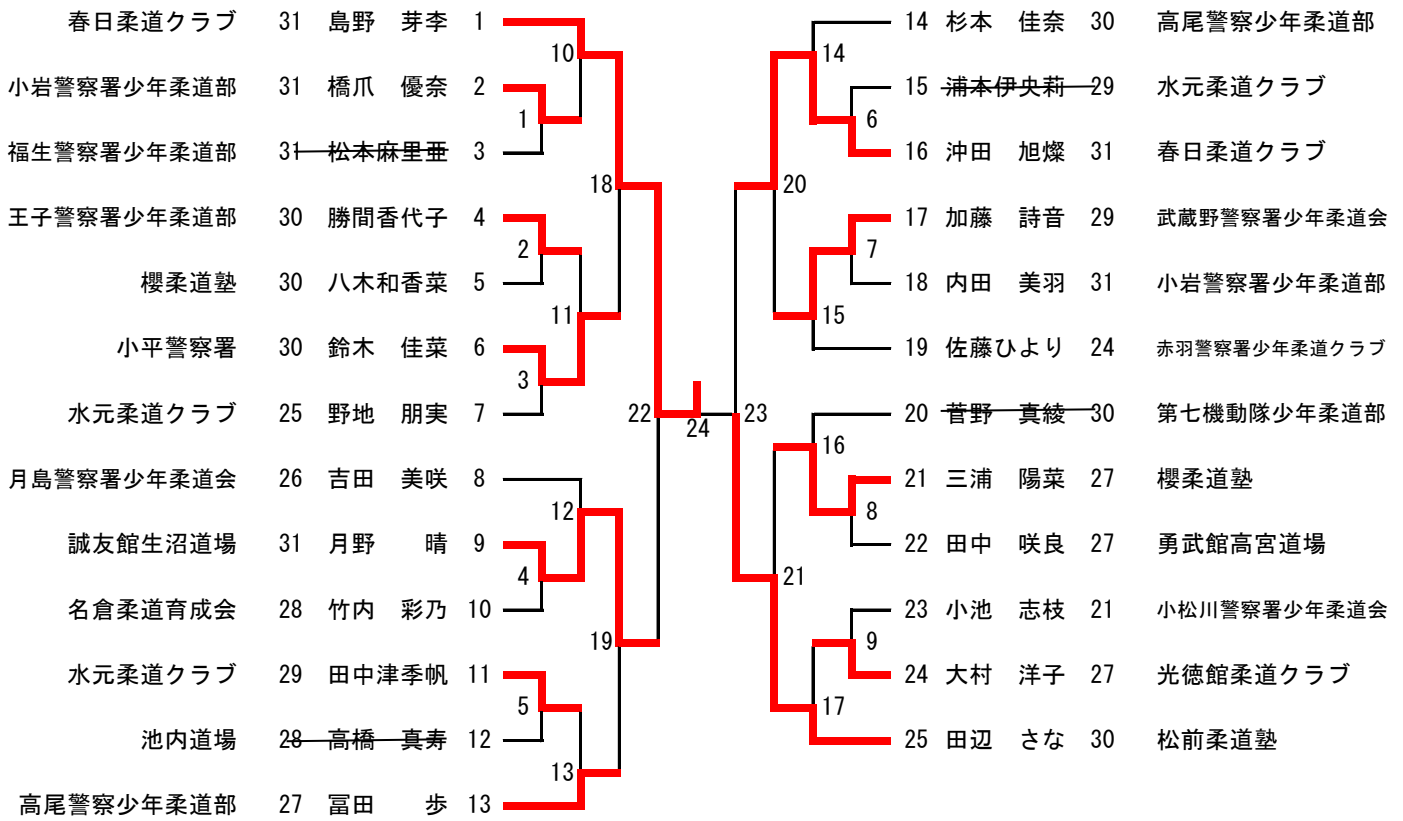 春日柔道クラブ 31 島野 芽李 1
小岩警察署少年柔道部 31 橋爪 優奈 2
福生警察署少年柔道部 31 松本麻里亜 3
王子警察署少年柔道部 30 勝間香代子 4
櫻柔道塾 30 八木和香菜 5
小平警察署 30 鈴木 佳菜 6
水元柔道クラブ 25 野地 朋実 7
月島警察署少年柔道会 26 吉田 美咲 8
誠友館生沼道場 31 月野 晴 9
名倉柔道育成会 28 竹内 彩乃 10
水元柔道クラブ 29 田中津季帆 11
池内道場 28 高橋 真寿 12
高尾警察少年柔道部 27 冨田 歩 13
1
2
3
4
5
10
11
12
13
18
19
22
24
23
20
21
14
15
16
17
6
7
8
9
14 杉本 佳奈 30 高尾警察少年柔道部
15 浦本伊央莉 29 水元柔道クラブ
16 沖田 旭燦 31 春日柔道クラブ
17 加藤 詩音 29 武蔵野警察署少年柔道会
18 内田 美羽 31 小岩警察署少年柔道部
19 佐藤ひより 24 赤羽警察署少年柔道クラブ
20 菅野 真綾 30 第七機動隊少年柔道部
21 三浦 陽菜 27 櫻柔道塾
22 田中 咲良 27 勇武館高宮道場
23 小池 志枝 21 小松川警察署少年柔道会
24 大村 洋子 27 光徳館柔道クラブ
25 田辺 さな 30 松前柔道塾